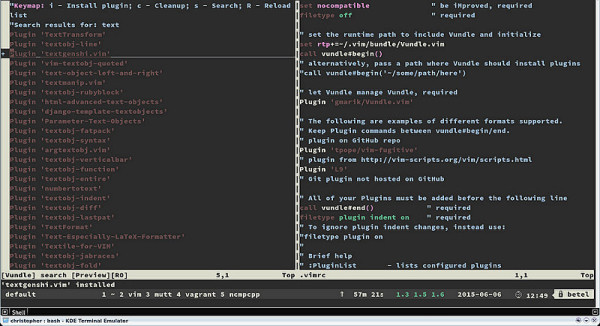 "Keymap: i - Install plugin; c - Cleanup; s - Search; R - Reload
list
"Search results for: text
Plugin 'TextTransform'
Plugin 'textobj-line'
Plugin 'textgenshi.vim'
Plugin 'vim-textobj-quoted'
Plugin 'text-object-left-and-right'
Plugin 'textmanip.vim'
Plugin 'textobj-rubyblock'
Plugin 'html-advanced-text-objects'
Plugin 'django-template-textobjects'
Plugin 'Parameter-Text-Objects'
Plugin 'textobj-fatpack'
Plugin 'textobj-syntax'
Plugin 'argtextobj.vim'
Plugin 'textobj-verticalbar'
Plugin 'textobj-function'
Plugin 'textobj-entire'
Plugin 'numbertotext'
Plugin 'textobj-indent'
Plugin 'textobj-diff'
Plugin 'textobj-lastpat'
Plugin 'TextFormat'
Plugin 'Text-Especially-LaTeX-Formatter'
Plugin 'Textile-for-VIM'
Plugin 'textobj-jabraces'
Plugin 'textobj-fold'
[Vundle] search [Preview][RO] 5,1 Top
set nocompatible " be iMproved, required
filetype off " required
" set the runtime path to include Vundle and initialize
set rtp+=~/.vim/bundle/Vundle.vim
call vundle#begin()
" alternatively, pass a path where Vundle should install plugins
"call vundle#begin('~/some/path/here')
" let Vundle manage Vundle, required
Plugin 'gmarik/Vundle.vim'
" The following are examples of different formats supported.
" Keep Plugin commands between vundle#begin/end.
" plugin on GitHub repo
Plugin 'tpope/vim-fugitive'
" plugin from http://vim-scripts.org/vim/scripts.html
Plugin 'L9'
" Git plugin not hosted on GitHub
" All of your Plugins must be added before the following line
call vundle#end() " required
filetype plugin indent on " required
" To ignore plugin indent changes, instead use:
"filetype plugin on
"
" Brief help
" :PluginList - lists configured plugins
.vimrc 1,1 Top
'textgenshi.vim' installed
default 1 - 2 vim 3 mutt 4 vagrant 5 ncmpcpp ↑ 57m 21s 1.3 1.5 1.6 2015-06-06 12:49 betel
Shell
christopher : bash - KDE Terminal Emulator